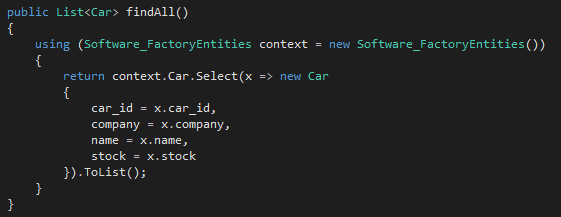 public List<Car> findAll()
{
    using (Software_FactoryEntities context = new Software_FactoryEntities())
    {
        return context.Car.Select(x => new Car
        {
            car_id = x.car_id,
            company = x.company,
            name = x.name,
            stock = x.stock
        }).ToList();
    }
}